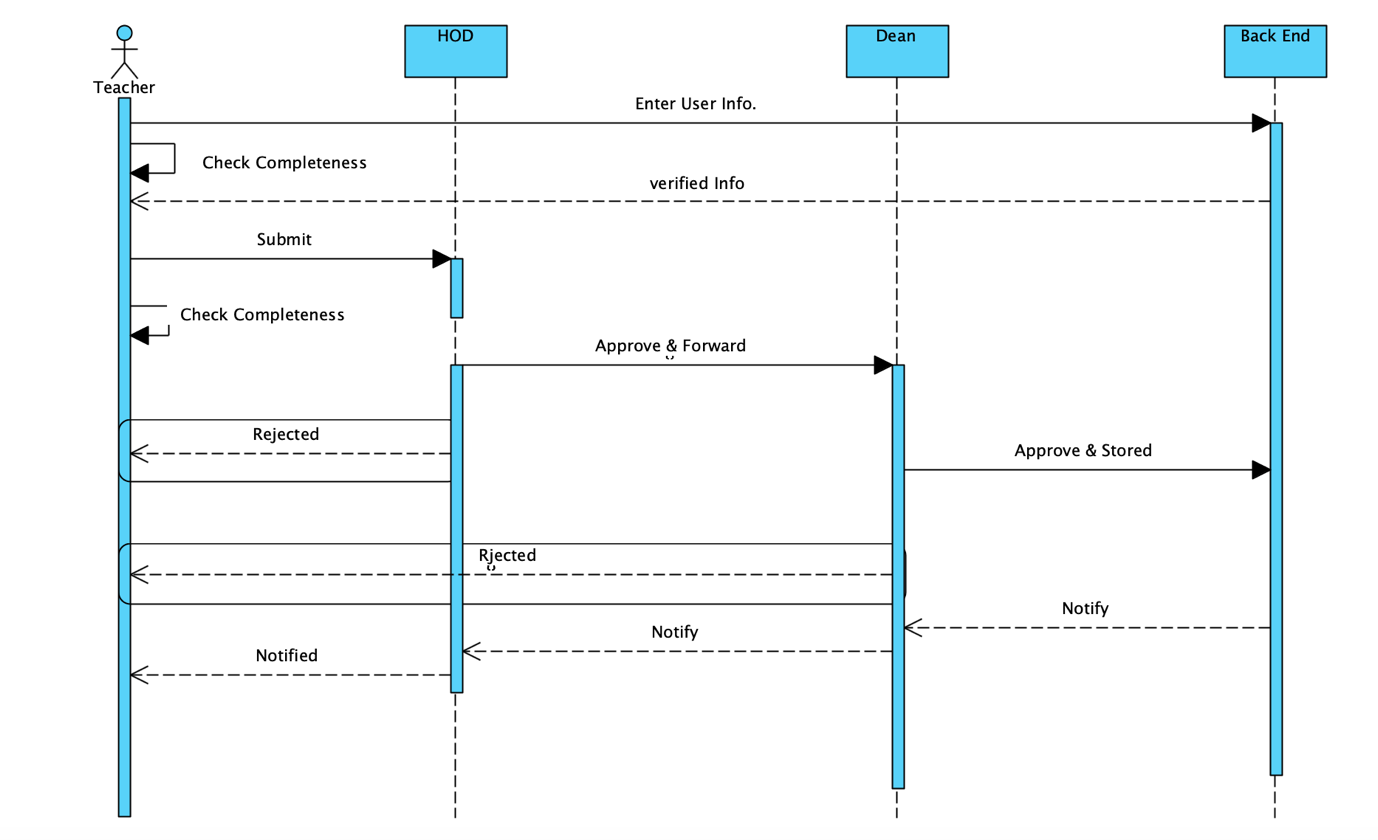 HOD
Dean
Back End
Teacher
Enter User Info.
Check Completeness
verified Info
Submit
Check Completeness
Approve & Forward
Rejected
Approve & Stored
Rjected
Notify
Notify
Notified